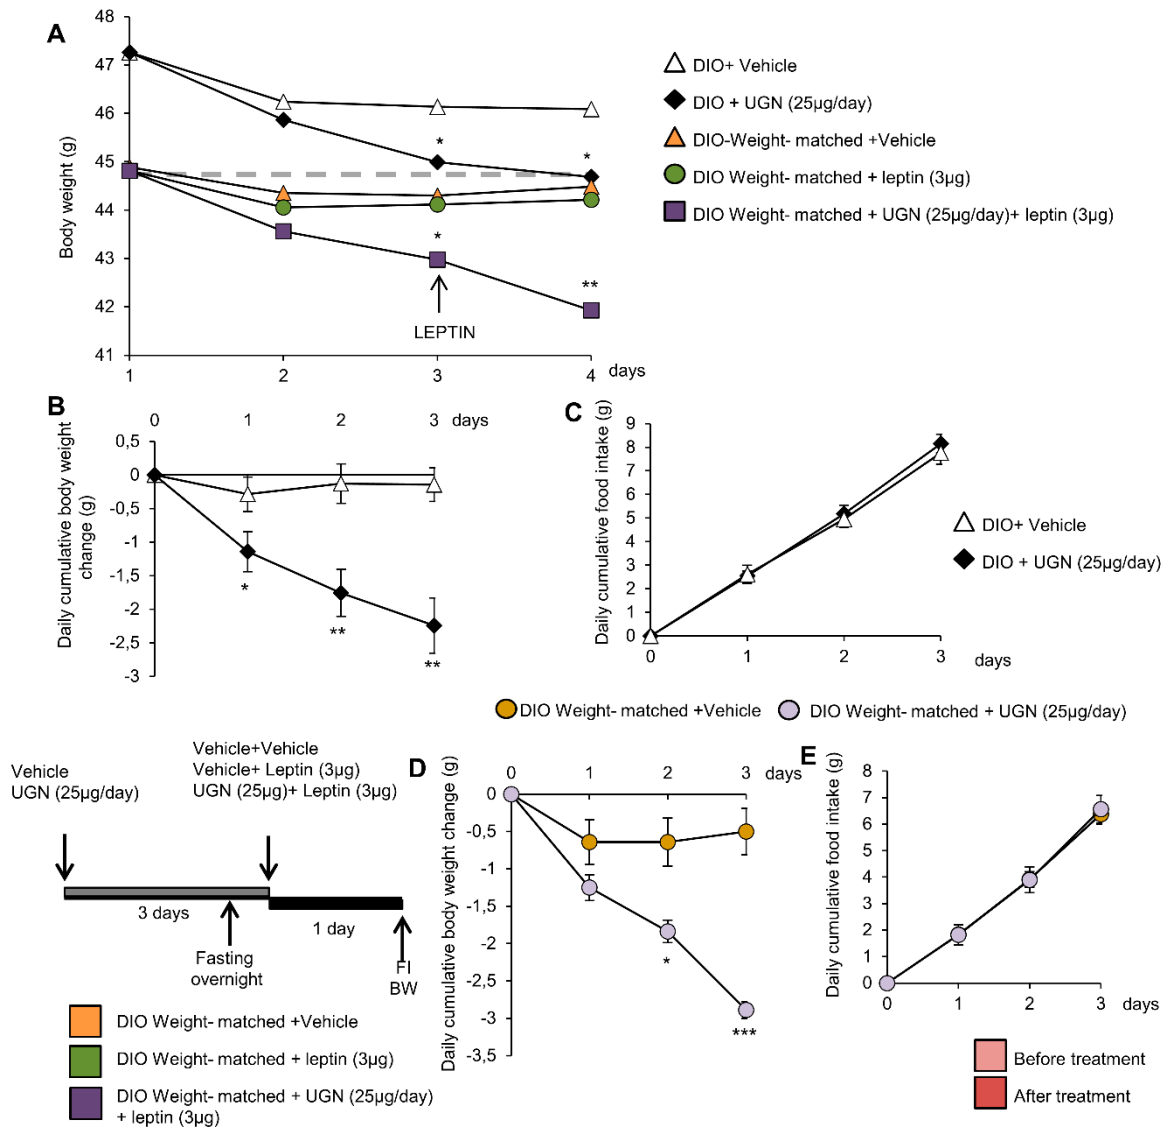 A
48
47
46
45
44
43
42
41
Body weight (g)
1
2
3
4
days
*
*
*
**
LEPTIN
DIO+ Vehicle
DIO + UGN (25µg/day)
DIO-Weight- matched +Vehicle
DIO Weight- matched + leptin (3µg)
DIO Weight- matched + UGN (25µg/day)+ leptin (3µg)
B
0
1
2
3
days
0,5
0
-0,5
-1
-1,5
-2
-2,5
-3
Daily cumulative body weight
change (g)
*
**
**
C
9
8
7
6
5
4
3
2
1
0
Daily cumulative food intake (g)
0
1
2
3
days
DIO+ Vehicle
DIO + UGN (25µg/day)
DIO Weight- matched +Vehicle
DIO Weight- matched + UGN (25µg/day)
Vehicle
UGN (25µg/day)
Vehicle+Vehicle
Vehicle+ Leptin (3µg)
UGN (25µg)+ Leptin (3µg)
3 days
1 day
Fasting
overnight
FI
BW
DIO Weight- matched +Vehicle
DIO Weight- matched + leptin (3µg)
DIO Weight- matched + UGN (25µg/day)
+ leptin (3µg)
D
0
1
2
3
days
0
-0,5
-1
-1,5
-2
-2,5
-3
-3,5
Daily cumulative body weight change (g)
*
***
E
8
7
6
5
4
3
2
1
0
Daily cumulative food intake (g)
0
1
2
3
days
Before treatment
After treatment